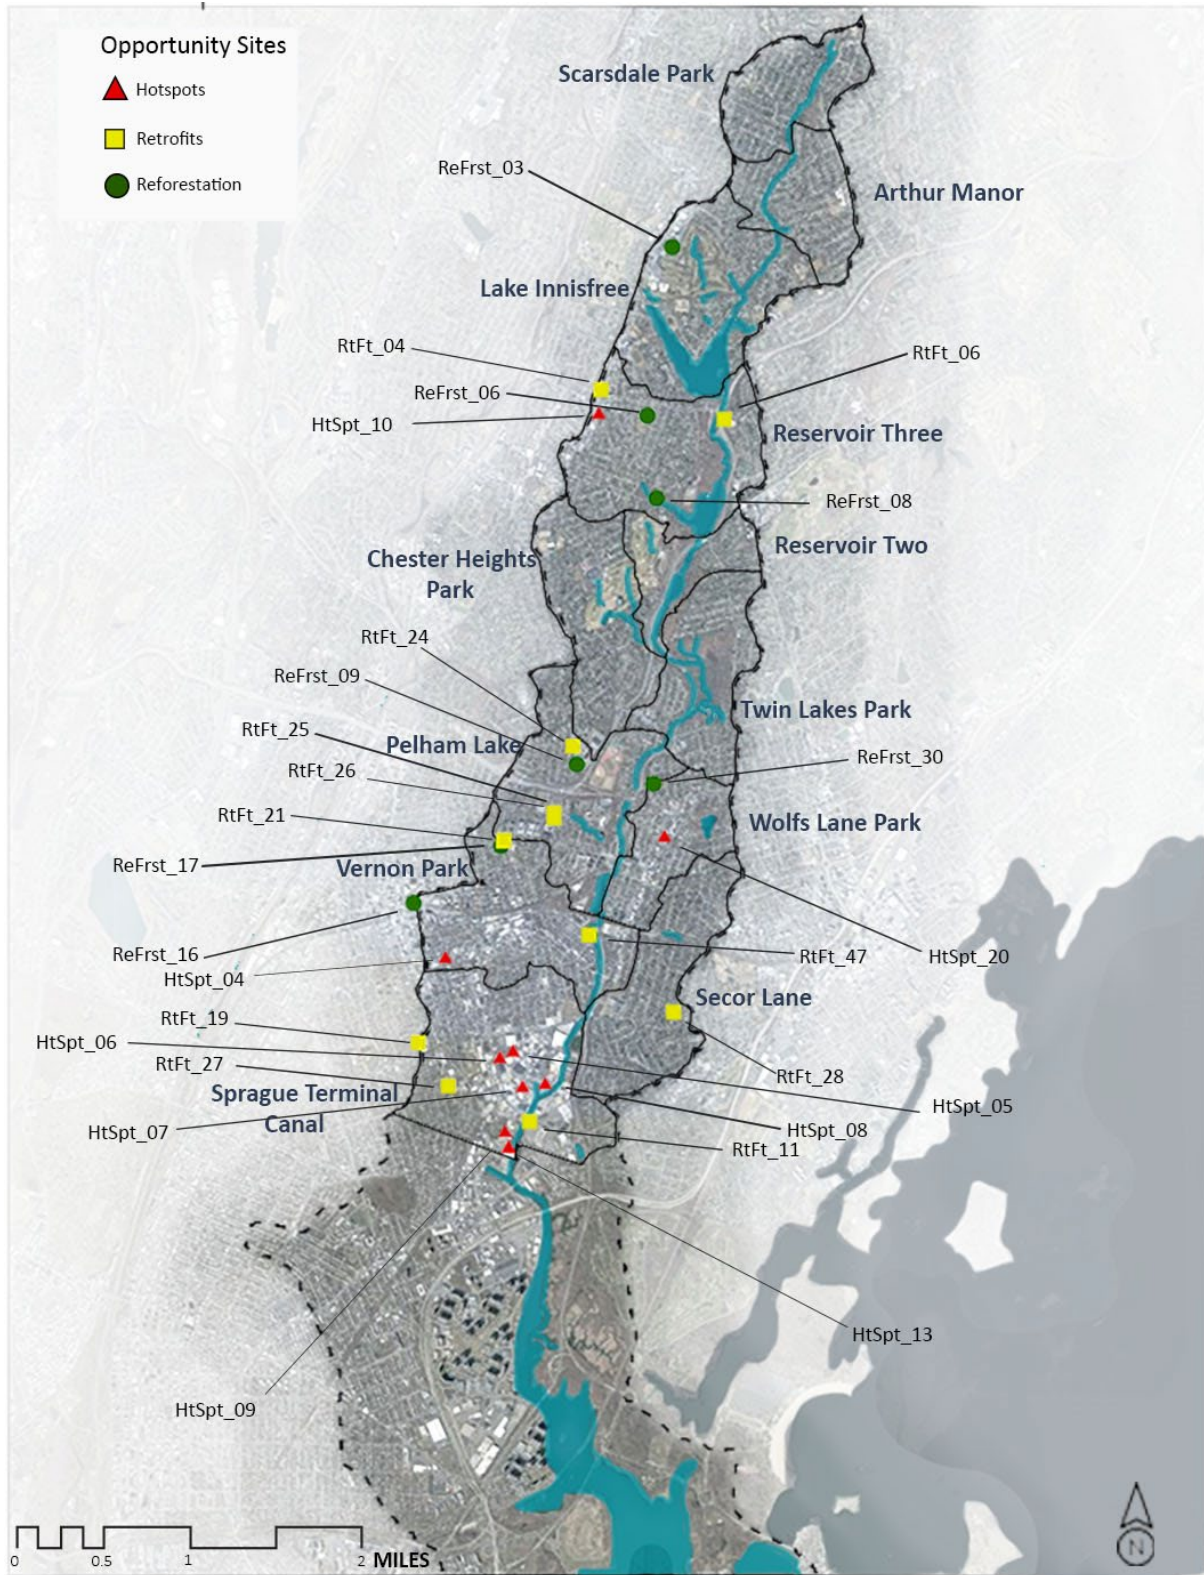 Opportunity Sites
Hotspots
Retrofits
Reforestation
Scarsdale Park
ReFrst_03
Arthur Manor
Lake Innisfree
RtFt_04
RtFt_06
ReFrst_06
HtSpt_10
Reservoir Three
ReFrst_08
Reservoir Two
Chester Heights
Park
RtFt_24
ReFrst_09
Twin Lakes Park
RtFt_25
Pelham Lake
ReFrst_30
RtFt_26
RtFt_21
Wolfs Lane Park
ReFrst_17
Vernon Park
ReFrst_16
RtFt_47
HtSpt_20
HtSpt_04
Secor Lane
RtFt_19
HtSpt_06
RtFt_27
RtFt_28
Sprague Terminal
Canal
HtSpt_05
HtSpt_07
HtSpt_08
RtFt_11
HtSpt_13
HtSpt_09
0 0.5 1 2 MILES
N